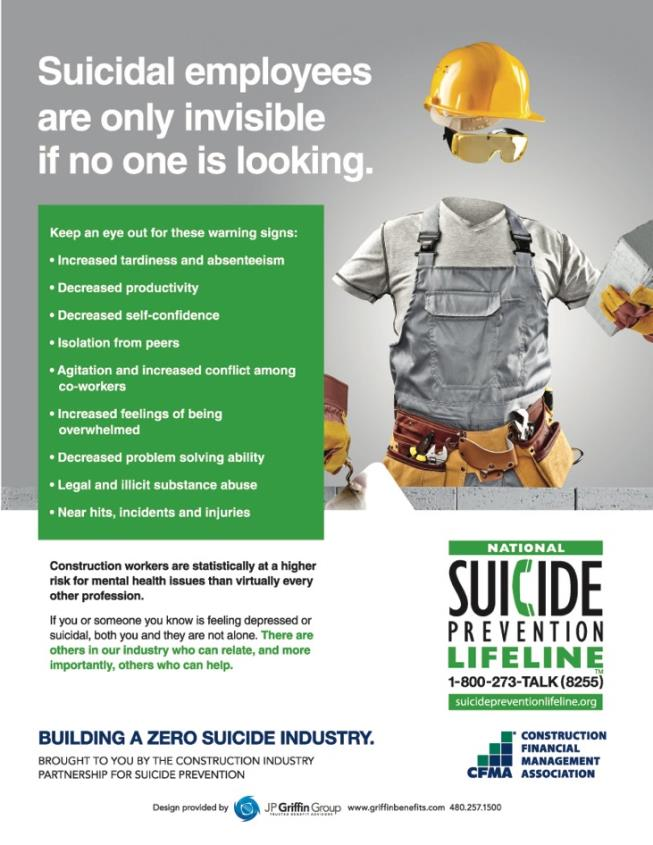 Suicidal employees
are only invisible
if no one is looking.
Keep an eye out for these warning signs:
• Increased tardiness and absenteeism
• Decreased productivity
• Decreased self-confidence
• Isolation from peers
• Agitation and increased conflict among
co-workers
• Increased feelings of being
overwhelmed
• Decreased problem solving ability
• Legal and illicit substance abuse
• Near hits, incidents and injuries
Construction workers are statistically at a higher
risk for mental health issues than virtually every
other profession.
If you or someone you know is feeling depressed or
suicidal, both you and they are not alone. There are
others in our industry who can relate, and more
importantly, others who can help.
NATIONAL
SUICIDE
PREVENTION
LIFELINE™
1-800-273-TALK (8255)
suicidepreventionlifeline.org
BUILDING A ZERO SUICIDE INDUSTRY.
BROUGHT TO YOU BY THE CONSTRUCTION INDUSTRY
PARTNERSHIP FOR SUICIDE PREVENTION
CFMA
CONSTRUCTION
FINANCIAL
MANAGEMENT
ASSOCIATION
Design provided by JP Griffin Group www.griffinbenefits.com 480.257.1500
TRUSTED BENEFIT ADVISORS